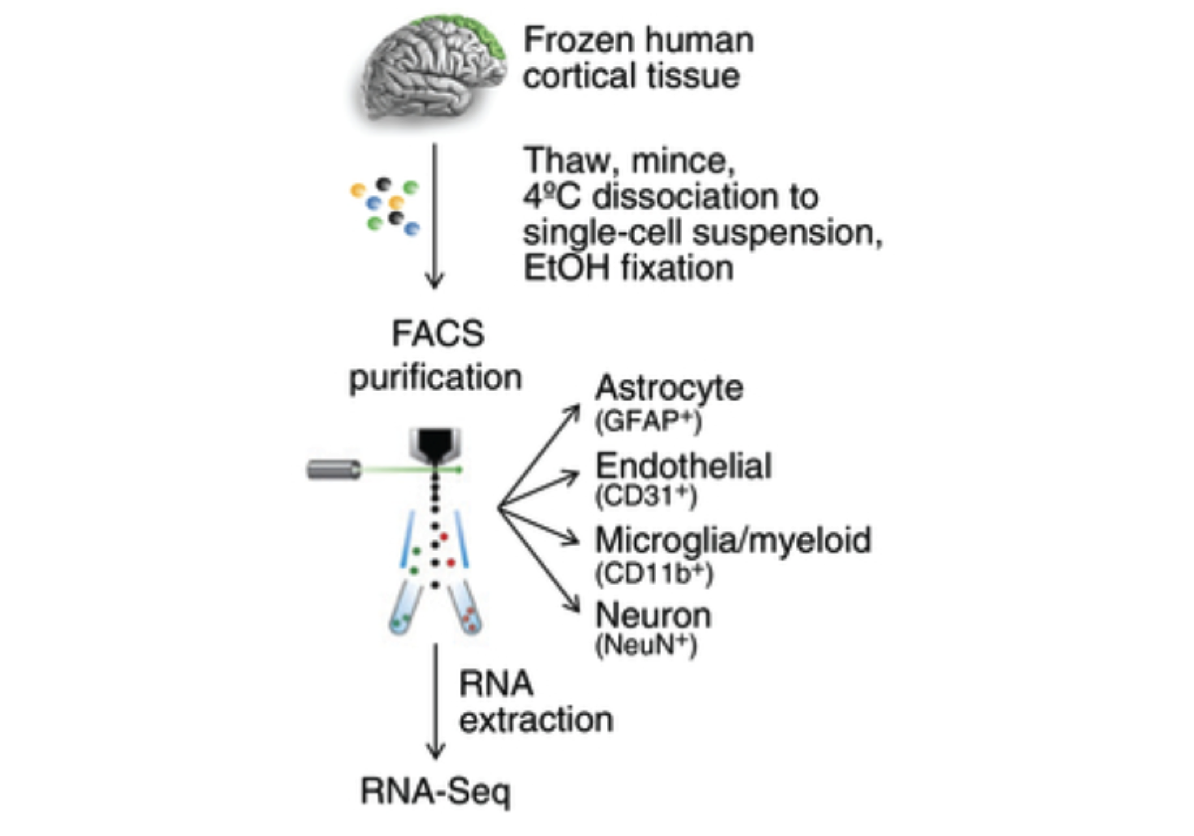 Frozen human
cortical tissue
Thaw, mince,
4ºC dissociation to
single-cell suspension,
EtOH fixation
FACS
purification
Astrocyte
(GFAP⁺)
Endothelial
(CD31⁺)
Microglia/myeloid
(CD11b⁺)
Neuron
(NeuN⁺)
RNA
extraction
RNA-Seq